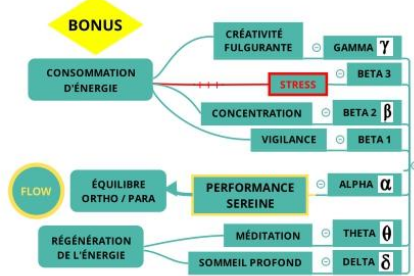 BONUS
CRÉATIVITÉ
FULGURANTE
GAMMA γ
CONSOMMATION
D'ÉNERGIE
STRESS
BETA 3
CONCENTRATION
BETA 2 β
VIGILANCE
BETA 1
FLOW
ÉQUILIBRE
ORTHO / PARA
PERFORMANCE
SEREINE
ALPHA α
RÉGÉNÉRATION
DE L'ÉNERGIE
MÉDITATION
THETA θ
SOMMEIL PROFOND
DELTA δ